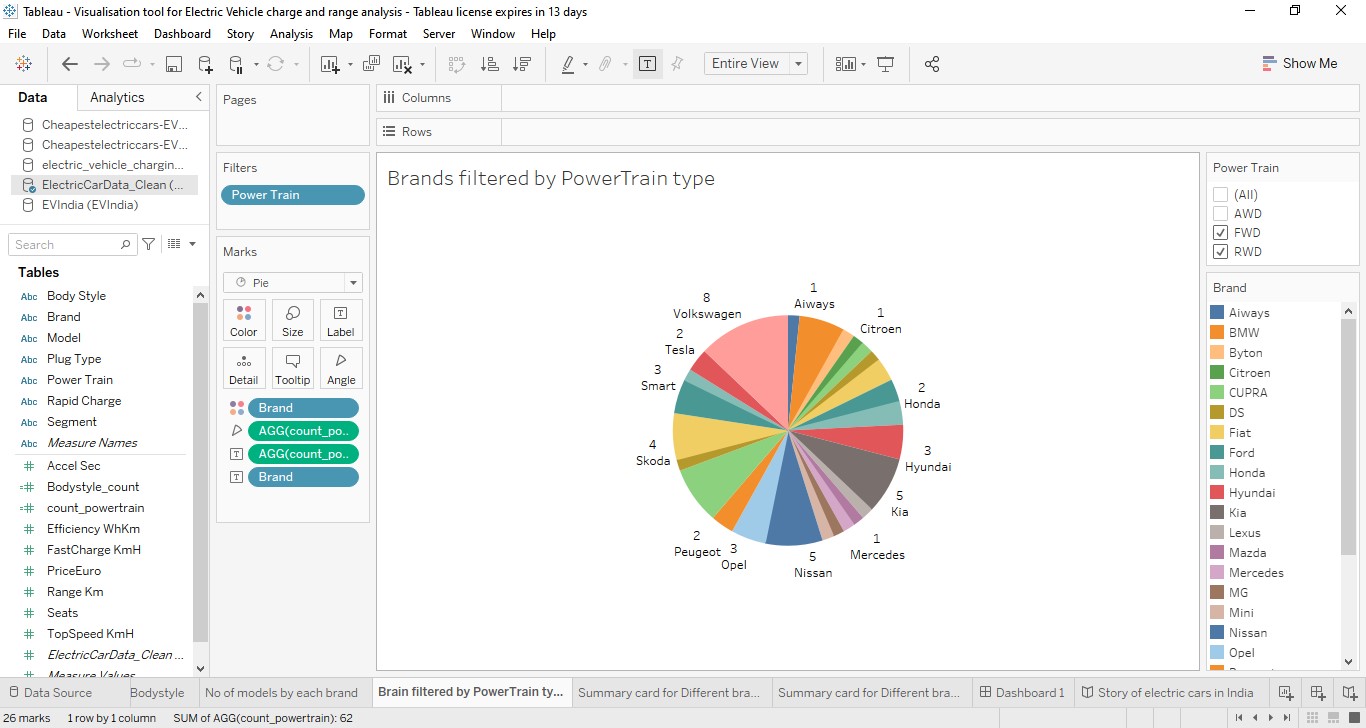 Tableau - Visualisation tool for Electric Vehicle charge and range analysis - Tableau license expires in 13 days
File Data Worksheet Dashboard Story Analysis Map Format Server Window Help
Entire View
Show Me
Data Analytics
Cheapestelectriccars-EV...
Cheapestelectriccars-EV...
electric_vehicle_chargin...
ElectricCarData_Clean (...
EVIndia (EVIndia)
Search
Tables
Abc Body Style
Abc Brand
Abc Model
Abc Plug Type
Abc Power Train
Abc Rapid Charge
Abc Segment
Abc Measure Names
# Accel Sec
=# Bodystyle_count
=# count_powertrain
# Efficiency WhKm
# FastCharge KmH
# PriceEuro
# Range Km
# Seats
# TopSpeed KmH
# ElectricCarData_Clean ...
# Measure Values
Pages
Filters
Power Train
Marks
Pie
Color Size Label
Detail Tooltip Angle
Brand
AGG(count_po..
AGG(count_po..
Brand
Columns
Rows
Brands filtered by PowerTrain type
1
Aiways
1
Citroen
2
Honda
3
Hyundai
5
Kia
1
Mercedes
5
Nissan
3
Opel
2
Peugeot
4
Skoda
3
Smart
2
Tesla
8
Volkswagen
Power Train
(All)
AWD
FWD
RWD
Brand
Aiways
BMW
Byton
Citroen
CUPRA
DS
Fiat
Ford
Honda
Hyundai
Kia
Lexus
Mazda
Mercedes
MG
Mini
Nissan
Opel
Data Source Bodystyle No of models by each brand Brain filtered by PowerTrain ty... Summary card for Different bra... Summary card for Different bra... Dashboard 1 Story of electric cars in India
26 marks 1 row by 1 column SUM of AGG(count_powertrain): 62